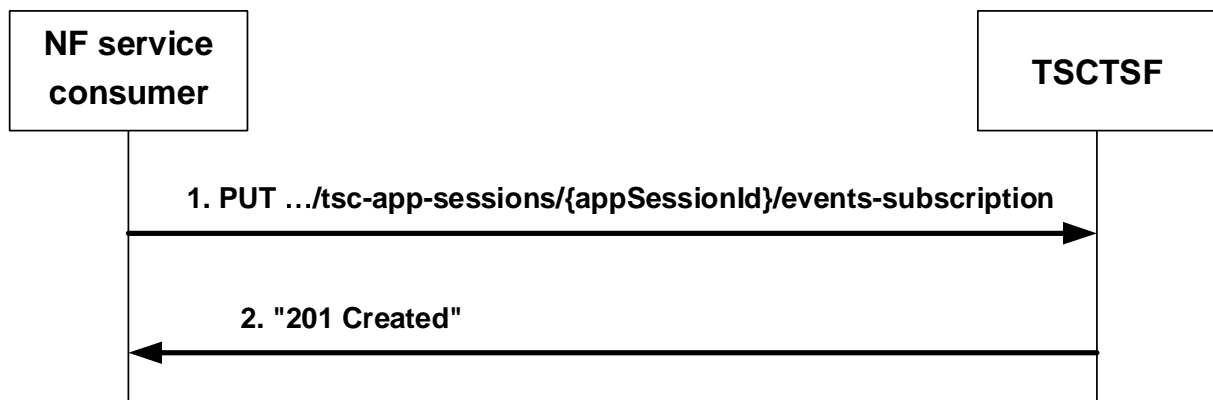 NF service
consumer
TSCTSF
1. PUT …/tsc-app-sessions/{appSessionId}/events-subscription
2. "201 Created"